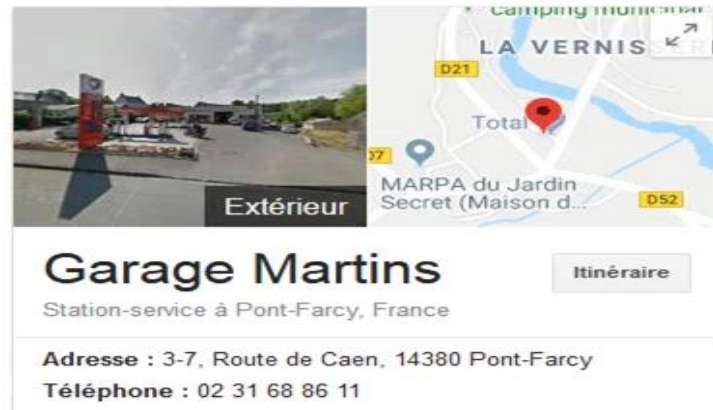 camping municipal
LA VERNISSERI
D21
Total
07
MARPA du Jardin
Secret (Maison d...
D52
Extérieur
Garage Martins
Itinéraire
Station-service à Pont-Farcy, France
Adresse : 3-7, Route de Caen, 14380 Pont-Farcy
Téléphone : 02 31 68 86 11